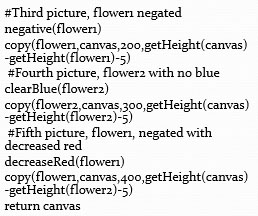 #Third picture, flower1 negated
negative(flower1)
copy(flower1,canvas,200,getHeight(canvas)
-getHeight(flower1)-5)
#Fourth picture, flower2 with no blue
clearBlue(flower2)
copy(flower2,canvas,300,getHeight(canvas)
-getHeight(flower2)-5)
#Fifth picture, flower1, negated with
decreased red
decreaseRed(flower1)
copy(flower1,canvas,400,getHeight(canvas)
-getHeight(flower2)-5)
return canvas